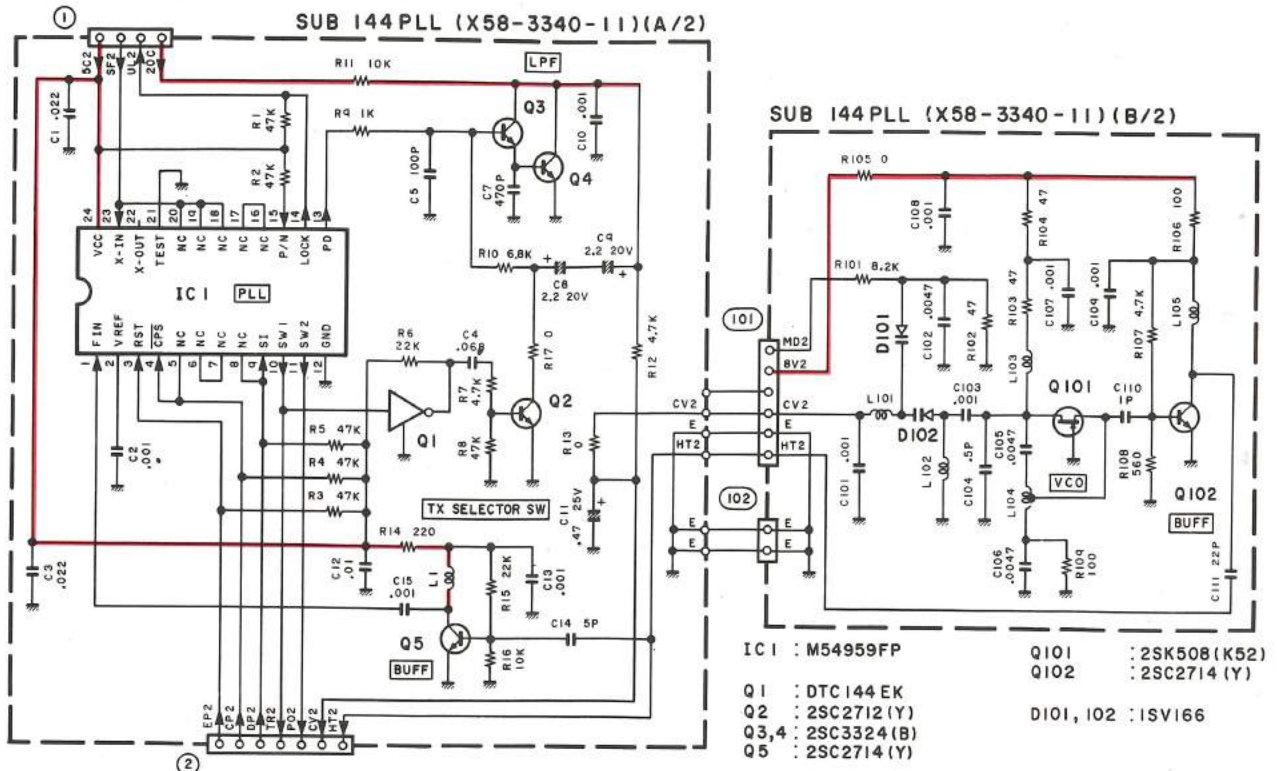 SUB 144 PLL (X58-3340-11)(A/2)
①
5C2
SF2
UL2
20C
R11 10K
LPF
C1 .022
R1 47K
R9 1K
Q3
C10 .001
R2 47K
C5 100P
C7 470P
Q4
24 23 22 21 20 19 18 17 16 15 14 13
VCC X-IN X-OUT TEST NC NC NC NC NC P/N LOCK PD
IC1 PLL
FIN VREF RST CPS NC NC NC NC SI SW1 SW2 GND
1 2 3 4 5 6 7 8 9 10 11 12
R10 6.8K
C9 2.2 20V
+
+
C8 2.2 20V
R6 22K
C4 .068
R17 0
R12 4.7K
R7 4.7K
Q1
Q2
R8 47K
C2 .001
R5 47K
R4 47K
R3 47K
TX SELECTOR SW
R13 0
+
C11 .47 25V
R14 220
C3 .022
C12 .01
L1
R15 22K
C13 .001
C15 .001
Q5
BUFF
C14 5P
R16 10K
EP2
CP2
DP2
TR2
PO2
CV2
HT2
②
CV2
E
HT2
E
E
SUB 144 PLL (X58-3340-11)(B/2)
R105 0
C108 .001
R104 47
R106 100
101
MD2
8V2
CV2
E
HT2
102
E
E
R101 8.2K
D101
C102 .0047
R102 47
R103 47
C107 .001
C109 .001
R107 4.7K
L105
L103
L101
D102
C103 .001
Q101
C110 1P
C101 .001
L102
C104 .5P
C105 .0047
L104
VCO
R108 560
Q102
BUFF
C106 .0047
R109 100
C111 22P
IC1 : M54959FP
Q1 : DTC144EK
Q2 : 2SC2712(Y)
Q3,4 : 2SC3324(B)
Q5 : 2SC2714(Y)
Q101 : 2SK508(K52)
Q102 : 2SC2714(Y)
D101, 102 : 1SV166